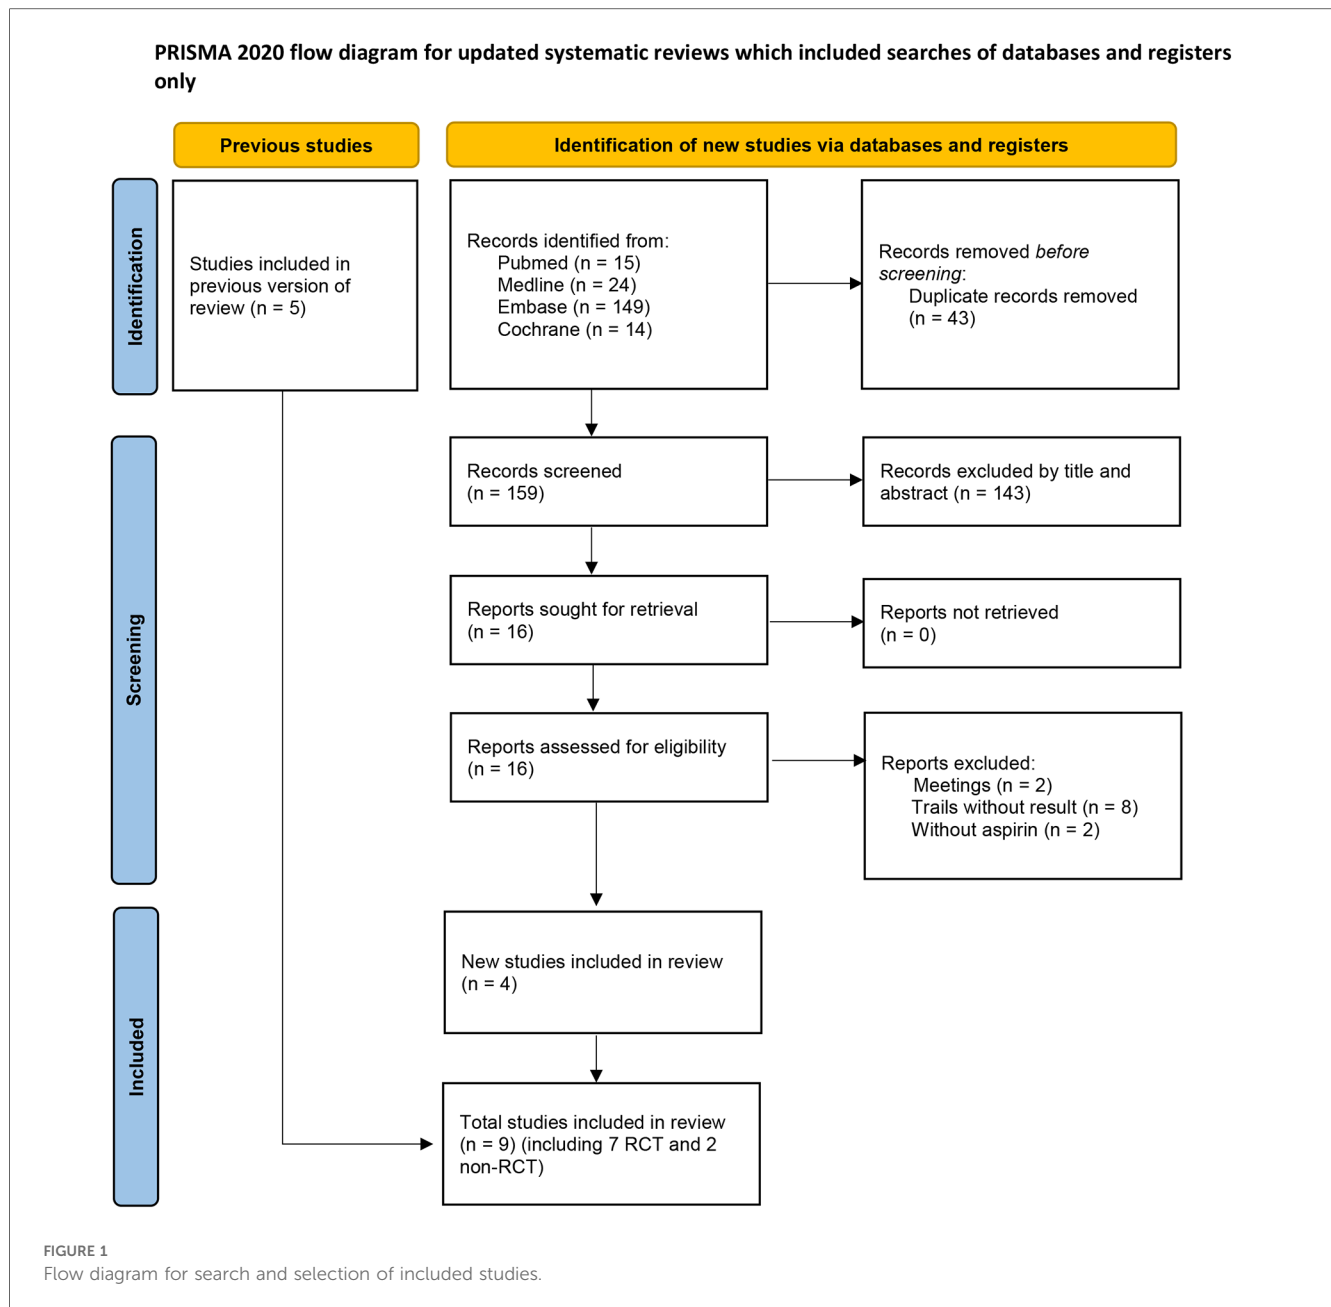 PRISMA 2020 flow diagram for updated systematic reviews which included searches of databases and registers
only
Previous studies
Identification of new studies via databases and registers
Identification
Studies included in
previous version of
review (n = 5)
Records identified from:
Pubmed (n = 15)
Medline (n = 24)
Embase (n = 149)
Cochrane (n = 14)
Records removed before
screening:
Duplicate records removed
(n = 43)
Screening
Records screened
(n = 159)
Records excluded by title and
abstract (n = 143)
Reports sought for retrieval
(n = 16)
Reports not retrieved
(n = 0)
Reports assessed for eligibility
(n = 16)
Reports excluded:
Meetings (n = 2)
Trails without result (n = 8)
Without aspirin (n = 2)
Included
New studies included in review
(n = 4)
Total studies included in review
(n = 9) (including 7 RCT and 2
non-RCT)
FIGURE 1
Flow diagram for search and selection of included studies.